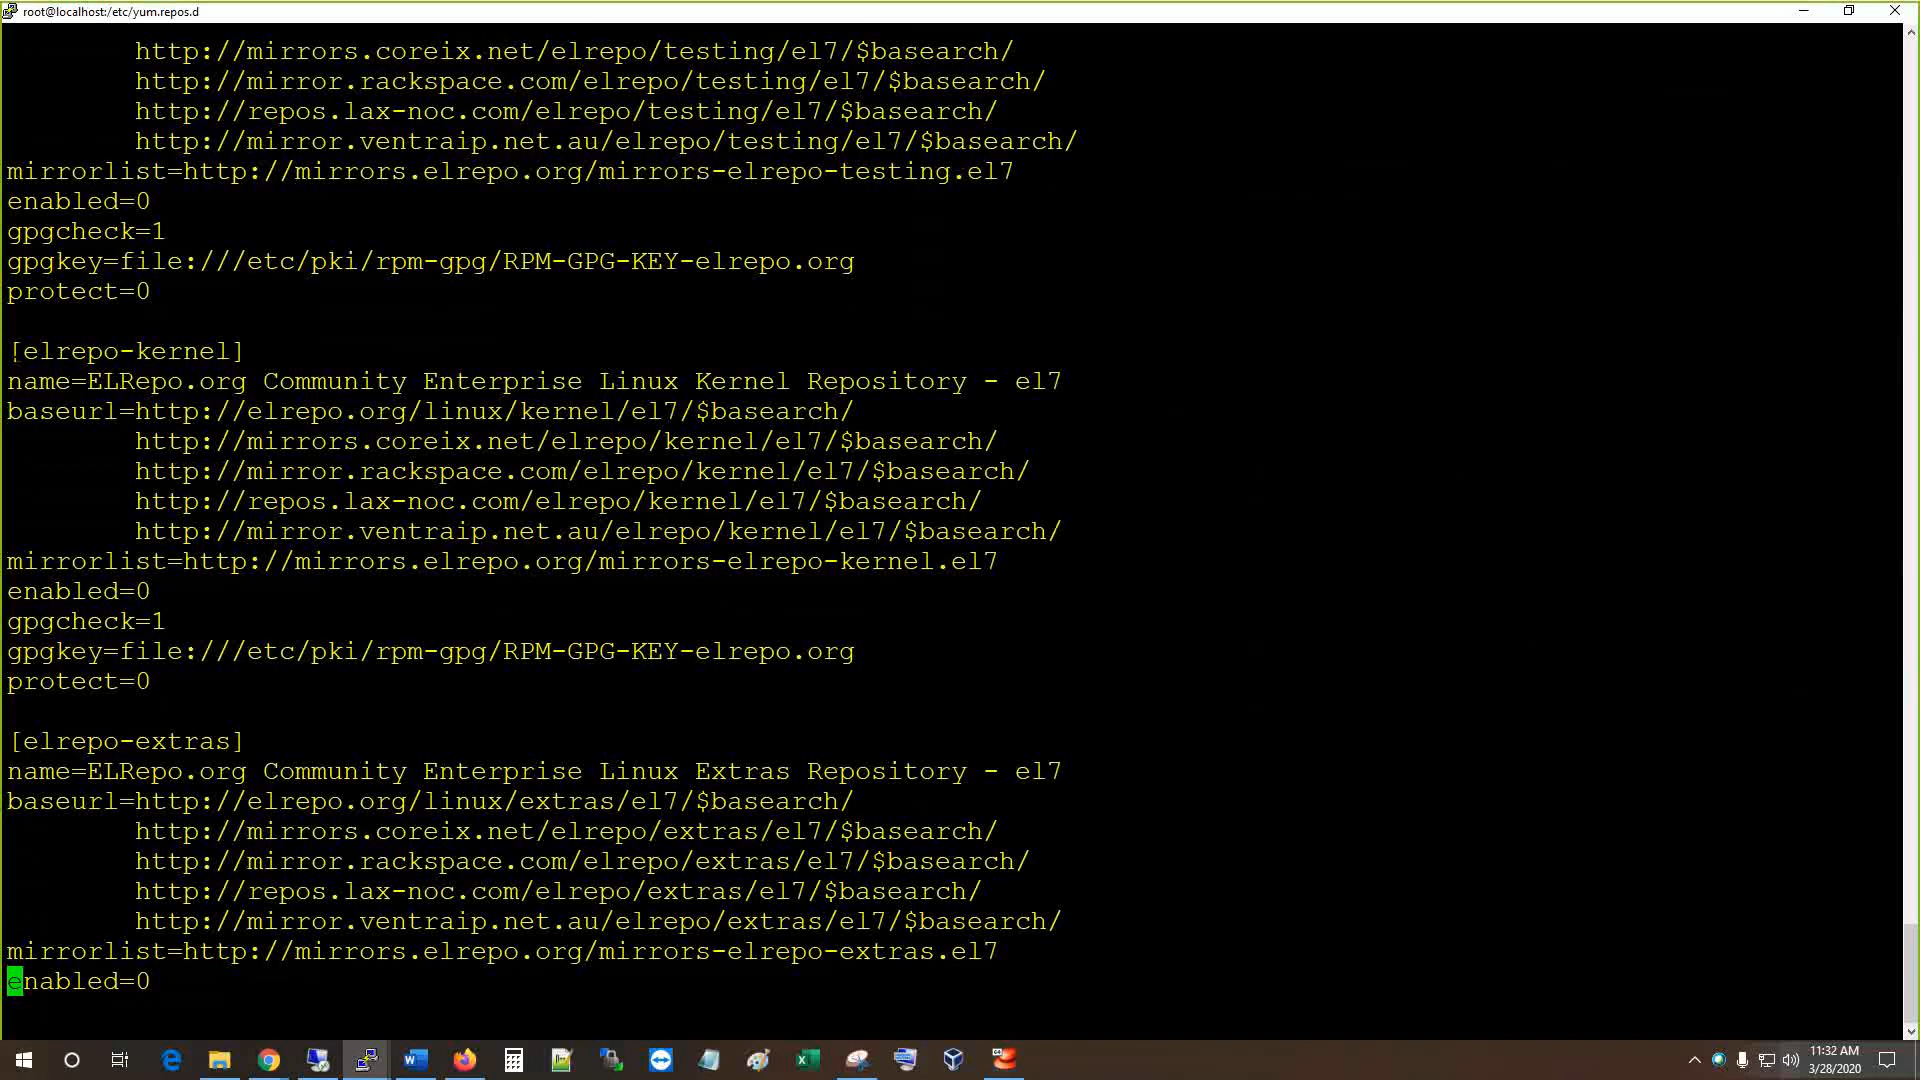 root@localhost:/etc/yum.repos.d
http://mirrors.coreix.net/elrepo/testing/el7/$basearch/
http://mirror.rackspace.com/elrepo/testing/el7/$basearch/
http://repos.lax-noc.com/elrepo/testing/el7/$basearch/
http://mirror.ventraip.net.au/elrepo/testing/el7/$basearch/
mirrorlist=http://mirrors.elrepo.org/mirrors-elrepo-testing.el7
enabled=0
gpgcheck=1
gpgkey=file:///etc/pki/rpm-gpg/RPM-GPG-KEY-elrepo.org
protect=0
[elrepo-kernel]
name=ELRepo.org Community Enterprise Linux Kernel Repository - el7
baseurl=http://elrepo.org/linux/kernel/el7/$basearch/
http://mirrors.coreix.net/elrepo/kernel/el7/$basearch/
http://mirror.rackspace.com/elrepo/kernel/el7/$basearch/
http://repos.lax-noc.com/elrepo/kernel/el7/$basearch/
http://mirror.ventraip.net.au/elrepo/kernel/el7/$basearch/
mirrorlist=http://mirrors.elrepo.org/mirrors-elrepo-kernel.el7
enabled=0
gpgcheck=1
gpgkey=file:///etc/pki/rpm-gpg/RPM-GPG-KEY-elrepo.org
protect=0
[elrepo-extras]
name=ELRepo.org Community Enterprise Linux Extras Repository - el7
baseurl=http://elrepo.org/linux/extras/el7/$basearch/
http://mirrors.coreix.net/elrepo/extras/el7/$basearch/
http://mirror.rackspace.com/elrepo/extras/el7/$basearch/
http://repos.lax-noc.com/elrepo/extras/el7/$basearch/
http://mirror.ventraip.net.au/elrepo/extras/el7/$basearch/
mirrorlist=http://mirrors.elrepo.org/mirrors-elrepo-extras.el7
enabled=0
11:32 AM
3/28/2020